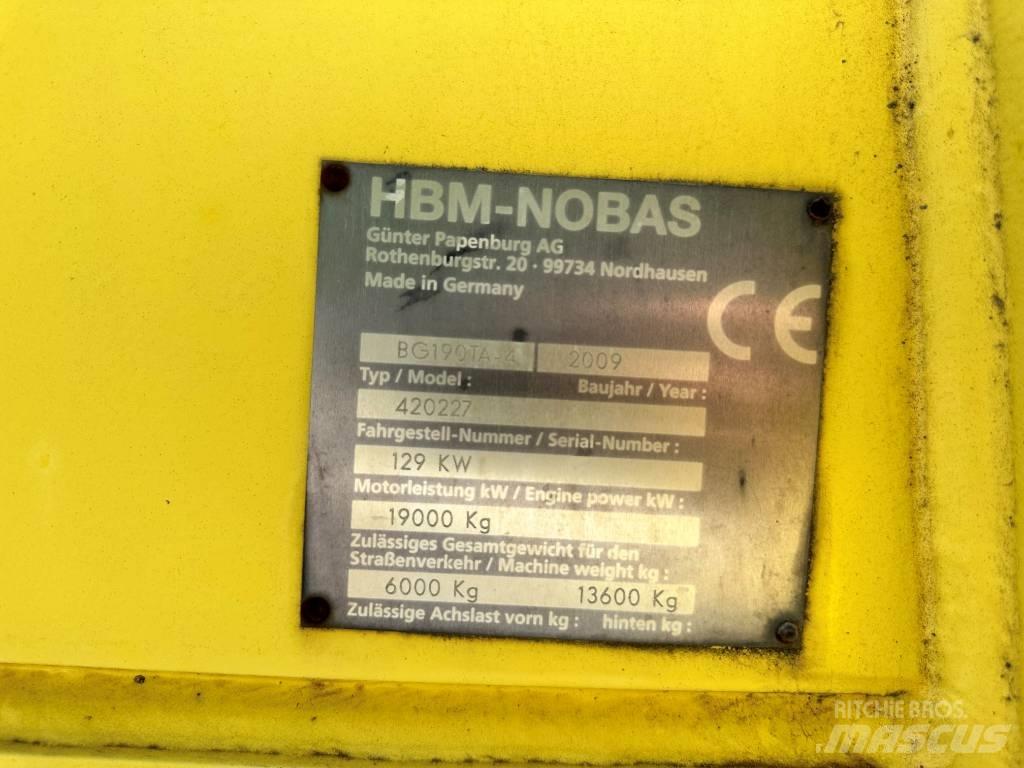 HBM-NOBAS
Günter Papenburg AG
Rothenburgstr. 20 · 99734 Nordhausen
Made in Germany
CE
BG190TA-4 2009
Typ / Model : Baujahr / Year :
420227
Fahrgestell-Nummer / Serial-Number :
129 KW
Motorleistung kW / Engine power kW :
19000 Kg
Zulässiges Gesamtgewicht für den
Straßenverkehr / Machine weight kg :
6000 Kg 13600 Kg
Zulässige Achslast vorn kg : hinten kg :
RITCHIE BROS.
MASCUS